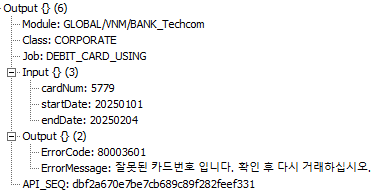 Output {} (6)
Module: GLOBAL/VNM/BANK_Techcom
Class: CORPORATE
Job: DEBIT_CARD_USING
Input {} (3)
cardNum: 5779
startDate: 20250101
endDate: 20250204
Output {} (2)
ErrorCode: 80003601
ErrorMessage: 잘못된 카드번호 입니다. 확인 후 다시 거래하십시오.
API_SEQ: dbf2a670e7be7cb689c89f282feef331